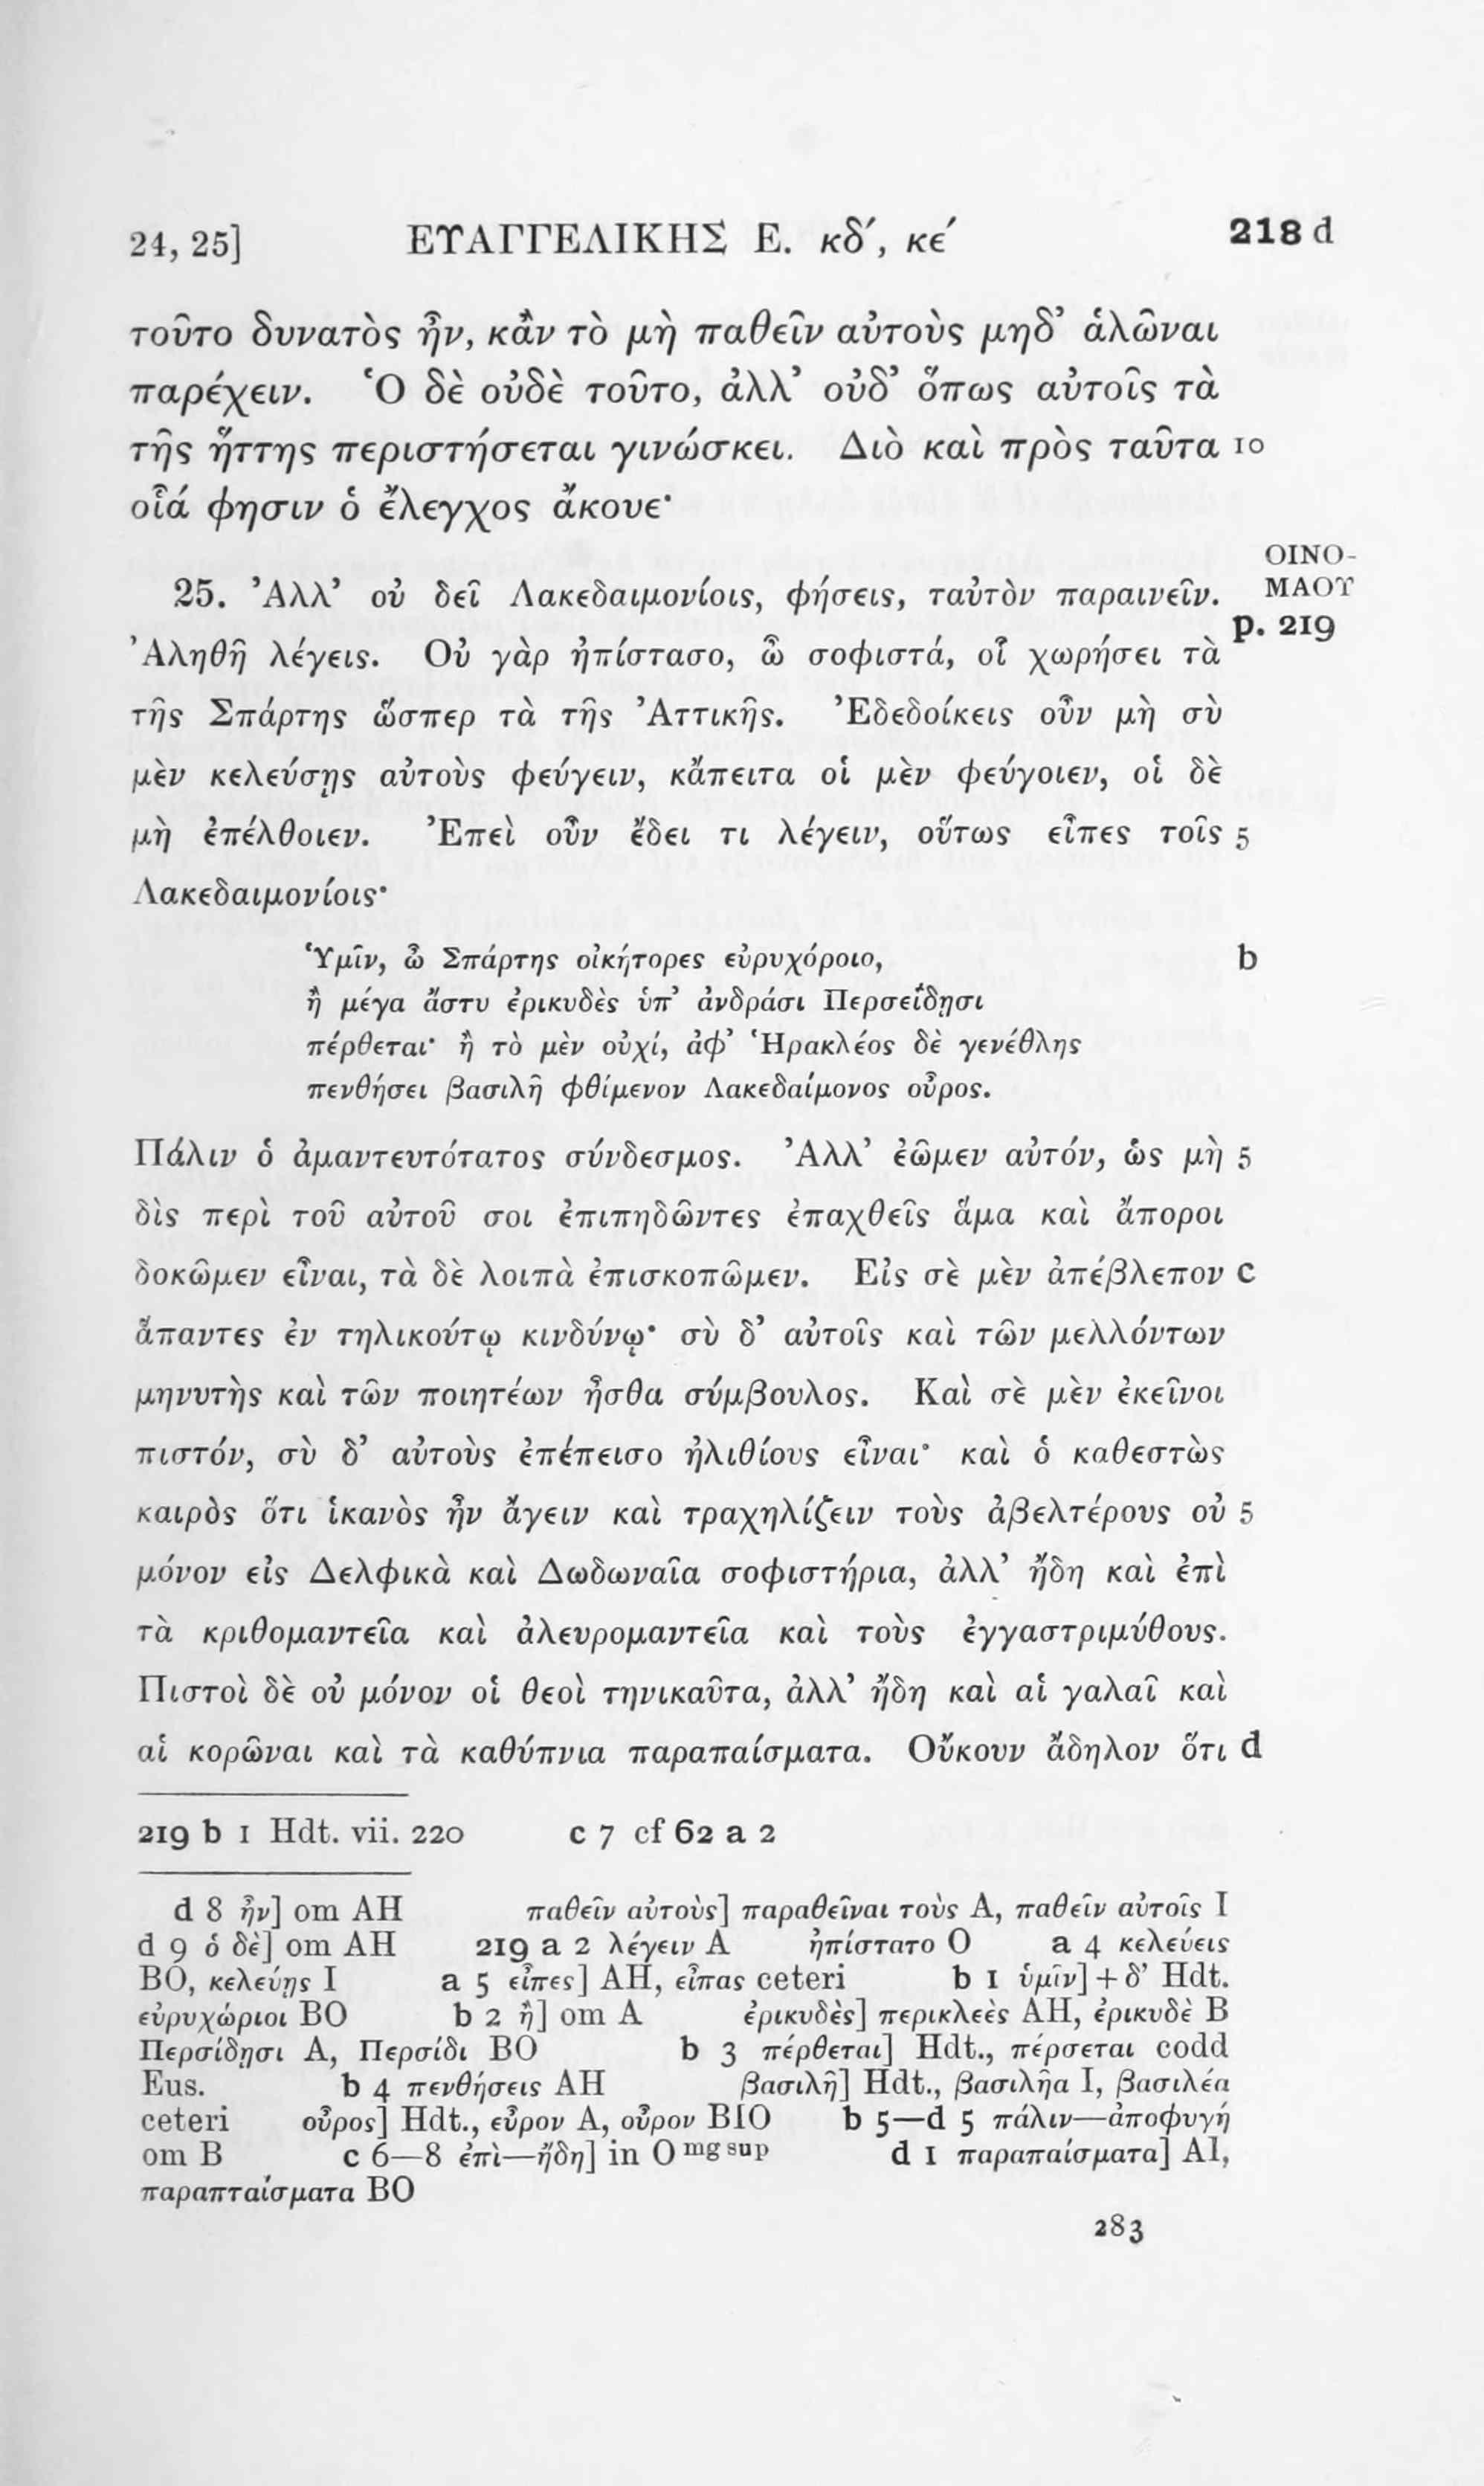 24, 25] ΕΥΑΓΓΕΛΙΚΗΣ Ε. κδ´, κε´ 218 d
τοῦτο δυνατὸς ἦν, κἂν τὸ μὴ παθεῖν αὐτοὺς μηδ’ ἁλῶναι
παρέχειν. Ὁ δὲ οὐδὲ τοῦτο, ἀλλ’ οὐδ’ ὅπως αὐτοῖς τὰ
τῆς ἥττης περιστήσεται γινώσκει. Διὸ καὶ πρὸς ταῦτα 10
οἷά φησιν ὁ ἔλεγχος ἄκουε·
ΟΙΝΟ-
ΜΑΟΥ
25. Ἀλλ’ οὐ δεῖ Λακεδαιμονίοις, φήσεις, ταὐτὸν παραινεῖν.
p. 219
Ἀληθῆ λέγεις. Οὐ γὰρ ἠπίστασο, ὦ σοφιστά, οἷ χωρήσει τὰ
τῆς Σπάρτης ὥσπερ τὰ τῆς Ἀττικῆς. Ἐδεδοίκεις οὖν μὴ σὺ
μὲν κελεύσῃς αὐτοὺς φεύγειν, κἄπειτα οἱ μὲν φεύγοιεν, οἱ δὲ
μὴ ἐπέλθοιεν. Ἐπεὶ οὖν ἔδει τι λέγειν, οὕτως εἶπες τοῖς 5
Λακεδαιμονίοις·
Ὑμῖν, ὦ Σπάρτης οἰκήτορες εὐρυχόροιο, b
ἢ μέγα ἄστυ ἐρικυδὲς ὑπ’ ἀνδράσι Περσεΐδῃσι
πέρθεται· ἢ τὸ μὲν οὐχί, ἀφ’ Ἡρακλέος δὲ γενέθλης
πενθήσει βασιλῆ φθίμενον Λακεδαίμονος οὖρος.
Πάλιν ὁ ἀμαντευτότατος σύνδεσμος. Ἀλλ’ ἐῶμεν αὐτόν, ὡς μὴ 5
δὶς περὶ τοῦ αὐτοῦ σοι ἐπιπηδῶντες ἐπαχθεῖς ἅμα καὶ ἄποροι
δοκῶμεν εἶναι, τὰ δὲ λοιπὰ ἐπισκοπῶμεν. Εἰς σὲ μὲν ἀπέβλεπον c
ἅπαντες ἐν τηλικούτῳ κινδύνῳ· σὺ δ’ αὐτοῖς καὶ τῶν μελλόντων
μηνυτὴς καὶ τῶν ποιητέων ἦσθα σύμβουλος. Καὶ σὲ μὲν ἐκεῖνοι
πιστόν, σὺ δ’ αὐτοὺς ἐπέπεισο ἠλιθίους εἶναι· καὶ ὁ καθεστὼς
καιρὸς ὅτι ἱκανὸς ἦν ἄγειν καὶ τραχηλίζειν τοὺς ἀβελτέρους οὐ 5
μόνον εἰς Δελφικὰ καὶ Δωδωναῖα σοφιστήρια, ἀλλ’ ἤδη καὶ ἐπὶ
τὰ κριθομαντεῖα καὶ ἀλευρομαντεῖα καὶ τοὺς ἐγγαστριμύθους.
Πιστοὶ δὲ οὐ μόνον οἱ θεοὶ τηνικαῦτα, ἀλλ’ ἤδη καὶ αἱ γαλαῖ καὶ
αἱ κορῶναι καὶ τὰ καθύπνια παραπαίσματα. Οὔκουν ἄδηλον ὅτι d
219 b 1 Hdt. vii. 220 c 7 cf 62 a 2
d 8 ἦν] om AH παθεῖν αὐτοὺς] παραθεῖναι τοὺς A, παθεῖν αὐτοῖς I
d 9 ὁ δὲ] om AH 219 a 2 λέγειν A ἠπίστατο O a 4 κελεύεις
BO, κελεύῃς I a 5 εἶπες] AH, εἶπας ceteri b 1 ὑμῖν] + δ’ Hdt.
εὐρυχώριοι BO b 2 ἢ] om A ἐρικυδὲς] περικλεὲς AH, ἐρικυδὲ B
Περσίδῃσι A, Περσίδι BO b 3 πέρθεται] Hdt., πέρσεται codd
Eus. b 4 πενθήσεις AH βασιλῆ] Hdt., βασιλῆα I, βασιλέα
ceteri οὖρος] Hdt., εὗρον A, οὖρον BIO b 5—d 5 πάλιν—ἀποφυγή
om B c 6—8 ἐπὶ—ἤδη] in O mg sup d 1 παραπαίσματα] AI,
παραπταίσματα BO
283